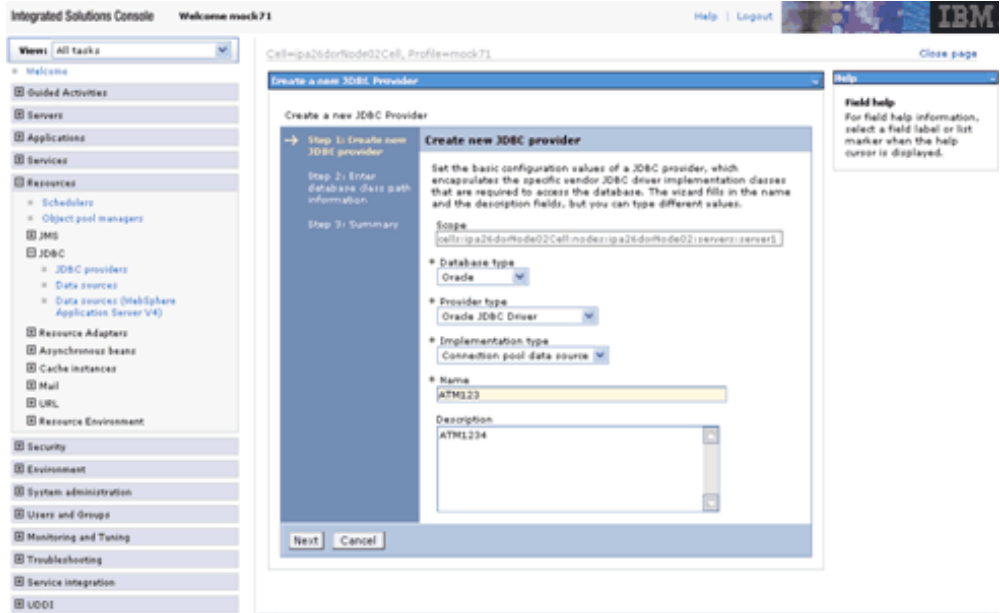 Integrated Solutions Console Welcome mock71
Help | Logout
IBM
View: All tasks
Welcome
Guided Activities
Servers
Applications
Services
Resources
Schedulers
Object pool managers
JMS
JDBC
JDBC providers
Data sources
Data sources (WebSphere
Application Server V4)
Resource Adapters
Asynchronous beans
Cache instances
Mail
URL
Resource Environment
Security
Environment
System administration
Users and Groups
Monitoring and Tuning
Troubleshooting
Service integration
UDDI
Cell=ipa26dorNode02Cell, Profile=mock71
Close page
Create a new JDBC Provider
Create a new JDBC Provider
Step 1: Create new
JDBC provider
Step 2: Enter
database class path
information
Step 3: Summary
Create new JDBC provider
Set the basic configuration values of a JDBC provider, which
encapsulates the specific vendor JDBC driver implementation classes
that are required to access the database. The wizard fills in the name
and the description fields, but you can type different values.
Scope
cells:ipa26dorNode02Cell:nodes:ipa26dorNode02:servers:server1
* Database type
Oracle
* Provider type
Oracle JDBC Driver
* Implementation type
Connection pool data source
* Name
ATM123
Description
ATM1234
Next Cancel
Help
Field help
For field help information,
select a field label or list
marker when the help
cursor is displayed.